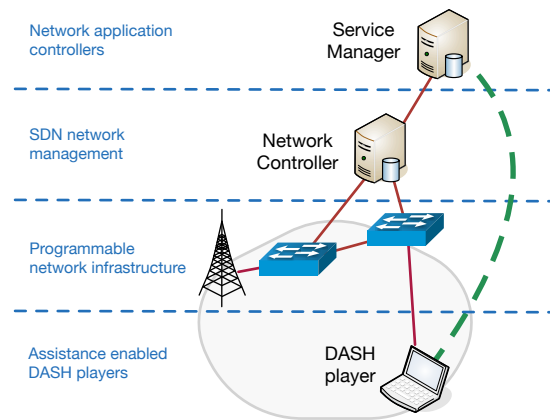 Network application
controllers
Service
Manager
SDN network
management
Network
Controller
Programmable
network infrastructure
Assistance enabled
DASH players
DASH
player